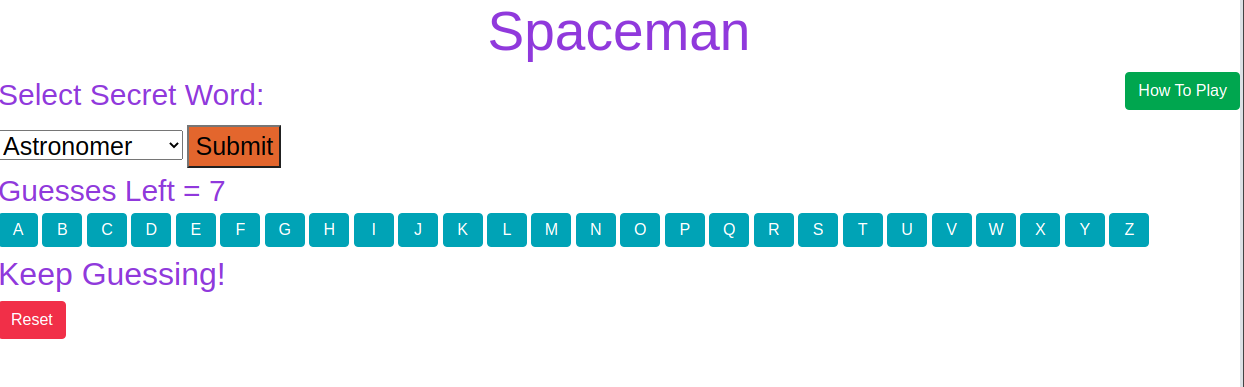 Spaceman
Select Secret Word:
How To Play
Astronomer Submit
Guesses Left = 7
A B C D E F G H I J K L M N O P Q R S T U V W X Y Z
Keep Guessing!
Reset